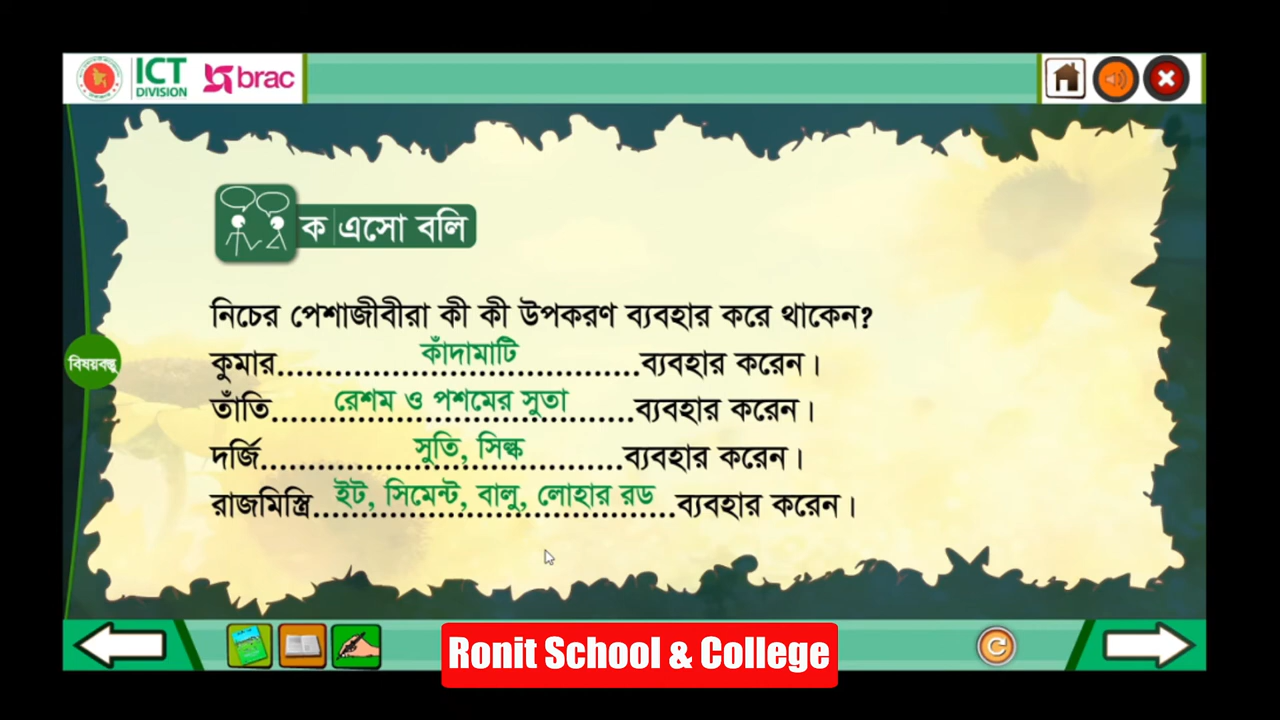 ICT
DIVISION
brac
ক এসো বলি
নিচের পেশাজীবীরা কী কী উপকরণ ব্যবহার করে থাকেন?
কুমার.....................কাঁদামাটি.....................ব্যবহার করেন।
তাঁতি..........রেশম ও পশমের সুতা..........ব্যবহার করেন।
দর্জি....................সুতি, সিল্ক....................ব্যবহার করেন।
রাজমিস্ত্রি....ইট, সিমেন্ট, বালু, লোহার রড....ব্যবহার করেন।
বিষয়বস্তু
Ronit School & College